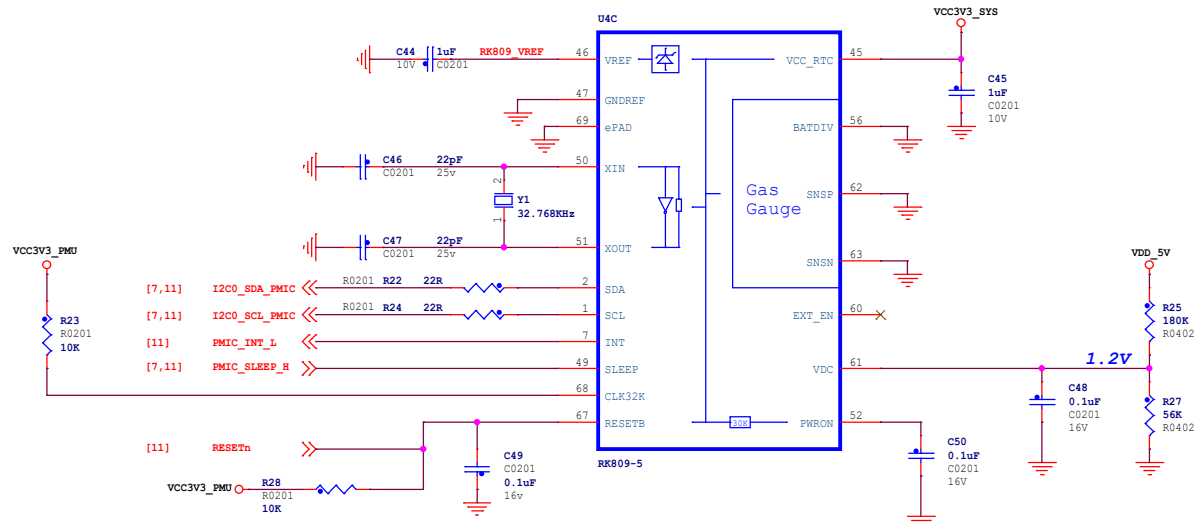 U4C
VCC3V3_SYS
C44
1uF
10V
C0201
RK809_VREF
46
VREF
VCC_RTC
45
C45
1uF
C0201
10V
47
GNDREF
69
ePAD
BATDIV
56
C46
22pF
C0201
25v
50
XIN
2
Y1
32.768KHz
1
Gas
Gauge
SNSP
62
C47
22pF
C0201
25v
51
XOUT
SNSN
63
VCC3V3_PMU
VDD_5V
[7,11]
I2C0_SDA_PMIC
R0201
R22
22R
2
SDA
[7,11]
I2C0_SCL_PMIC
R0201
R24
22R
1
SCL
EXT_EN
60
R23
R0201
10K
R25
180K
R0402
[11]
PMIC_INT_L
7
INT
[7,11]
PMIC_SLEEP_H
49
SLEEP
VDC
61
1.2V
68
CLK32K
C48
0.1uF
C0201
16V
R27
56K
R0402
67
RESETB
30K
PWRON
52
[11]
RESETn
C49
C0201
0.1uF
16v
RK809-5
C50
0.1uF
C0201
16V
VCC3V3_PMU
R28
R0201
10K